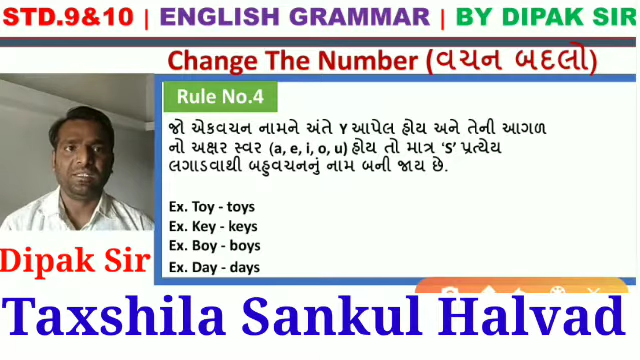 STD.9&10 | ENGLISH GRAMMAR | BY DIPAK SIR
Change The Number (વચન બદલો)
Rule No.4
જો એકવચન નામને અંતે Y આપેલ હોય અને તેની આગળ
નો અક્ષર સ્વર (a, e, i, o, u) હોય તો માત્ર ‘S’ પ્રત્યેય
લગાડવાથી બહુવચનનું નામ બની જાય છે.
Ex. Toy - toys
Ex. Key - keys
Ex. Boy - boys
Ex. Day - days
Dipak Sir
Taxshila Sankul Halvad